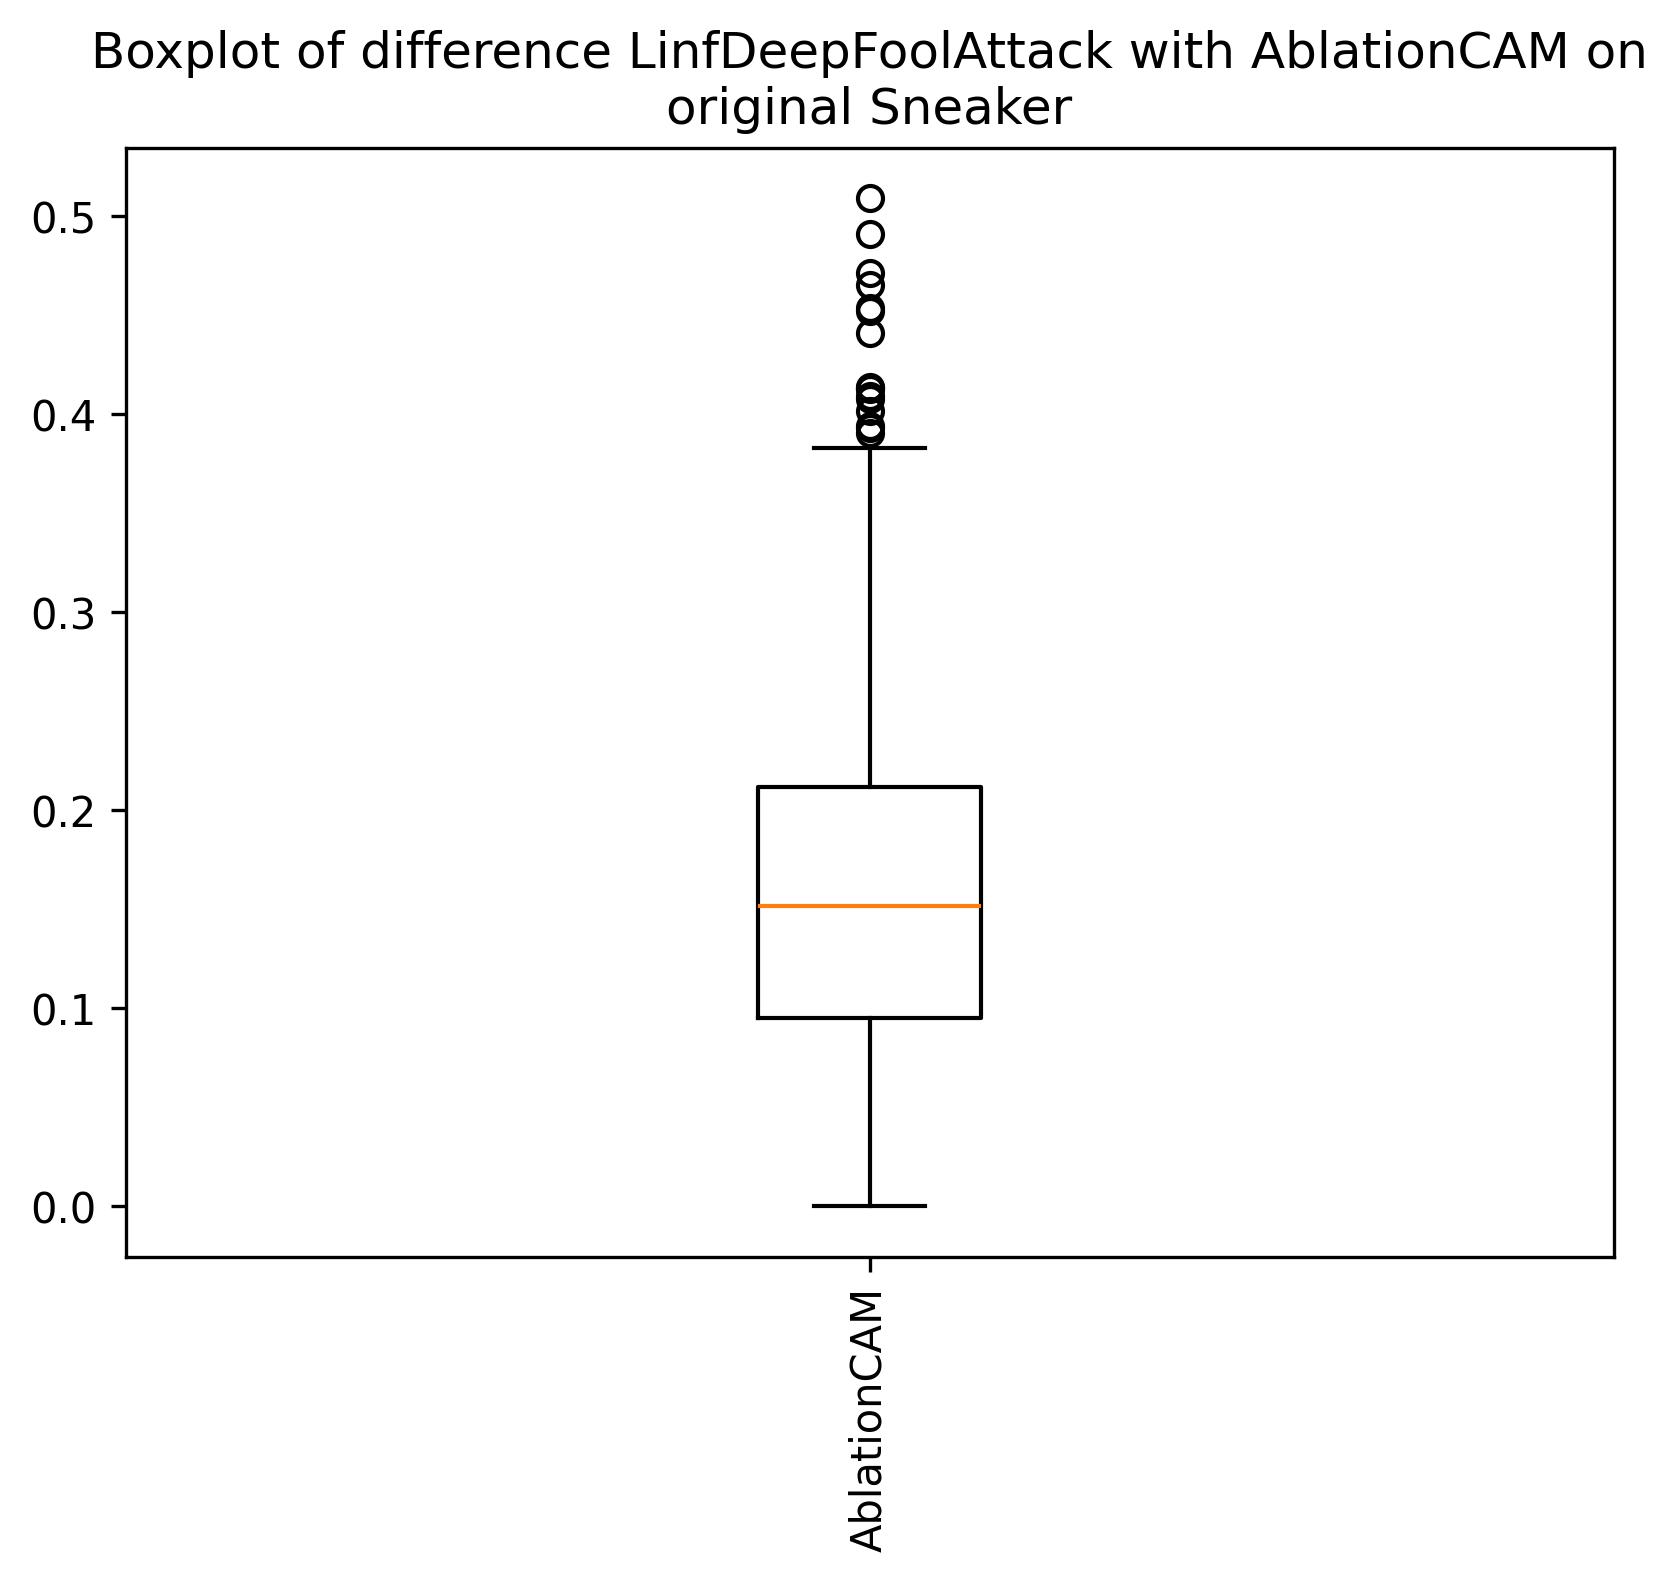 Boxplot of difference LinfDeepFoolAttack with AblationCAM on
original Sneaker
0.5
0.4
0.3
0.2
0.1
0.0
AblationCAM